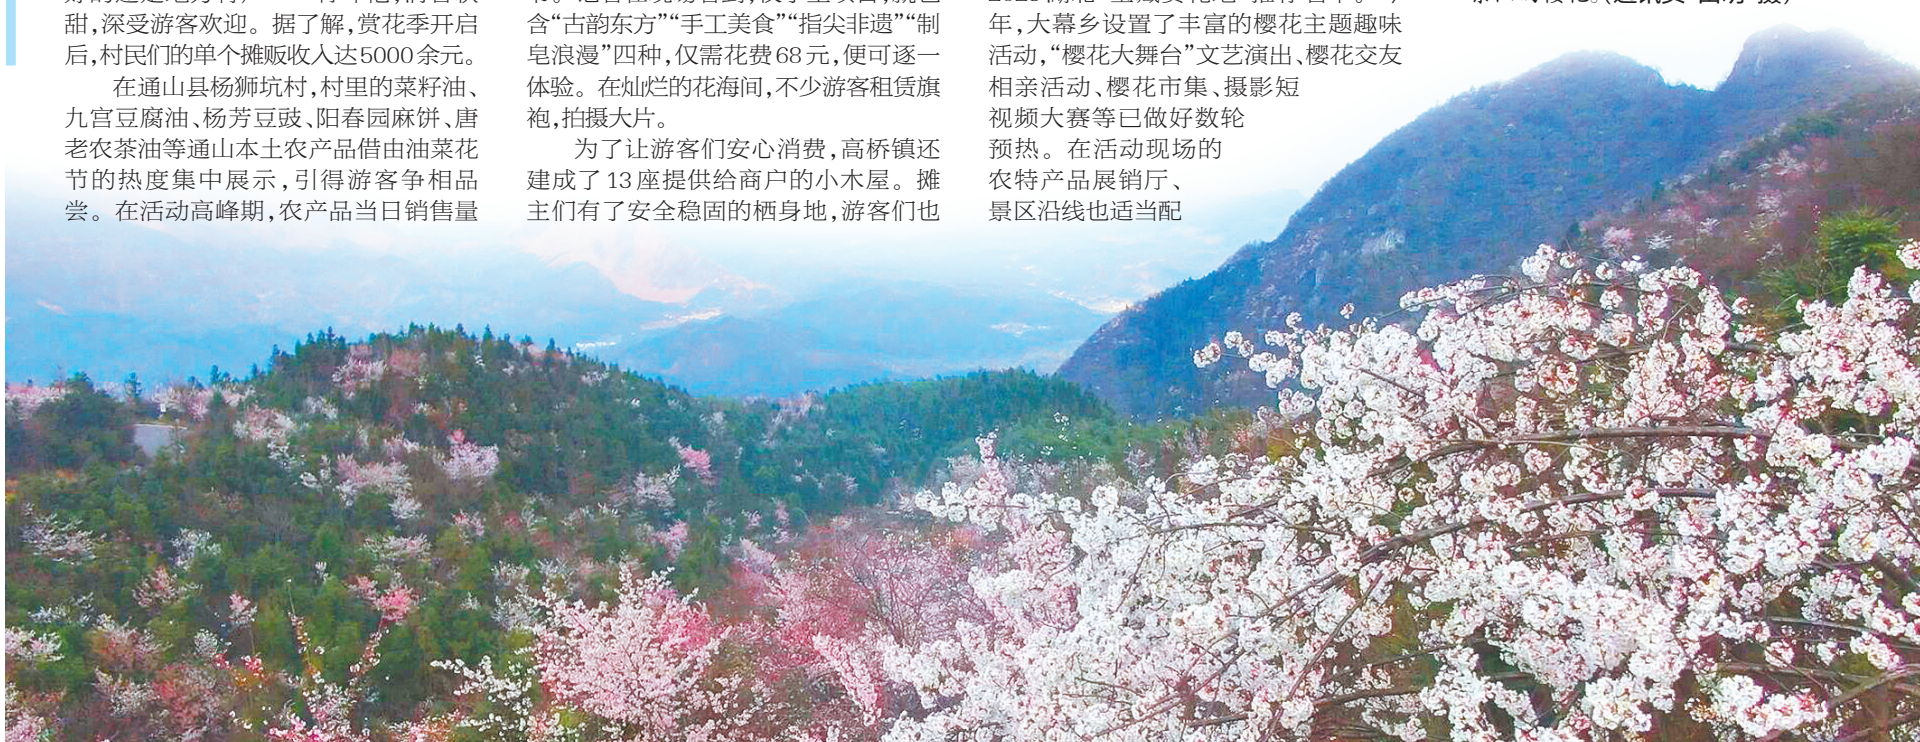 甜,深受游客欢迎。据了解,赏花季开启
后,村民们的单个摊贩收入达5000余元。
在通山县杨狮坑村,村里的菜籽油、
九宫豆腐油、杨芳豆豉、阳春园麻饼、唐
老农茶油等通山本土农产品借由油菜花
节的热度集中展示,引得游客争相品
尝。在活动高峰期,农产品当日销售量
含“古韵东方”“手工美食”“指尖非遗”“制
皂浪漫”四种,仅需花费68元,便可逐一
体验。在灿烂的花海间,不少游客租赁旗
袍,拍摄大片。
为了让游客们安心消费,高桥镇还
建成了13座提供给商户的小木屋。摊
主们有了安全稳固的栖身地,游客们也
年,大幕乡设置了丰富的樱花主题趣味
活动,“樱花大舞台”文艺演出、樱花交友
相亲活动、樱花市集、摄影短
视频大赛等已做好数轮
预热。在活动现场的
农特产品展销厅、
景区沿线也适当配